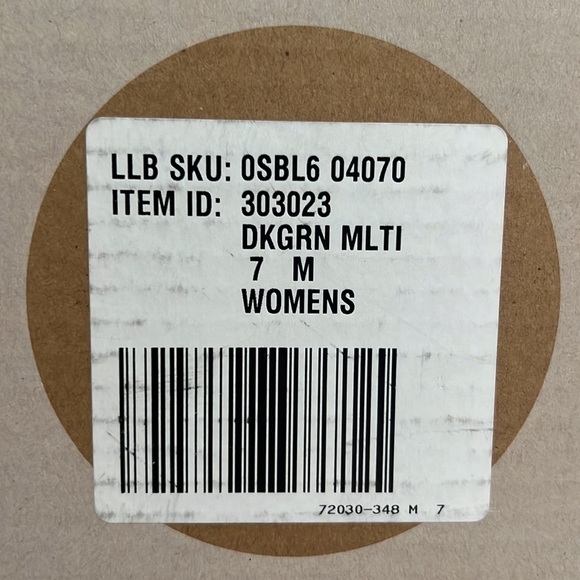 LLB SKU: 0SBL6 04070
ITEM ID: 303023
DKGRN MLTI
7 M
WOMENS
72030-348 M 7